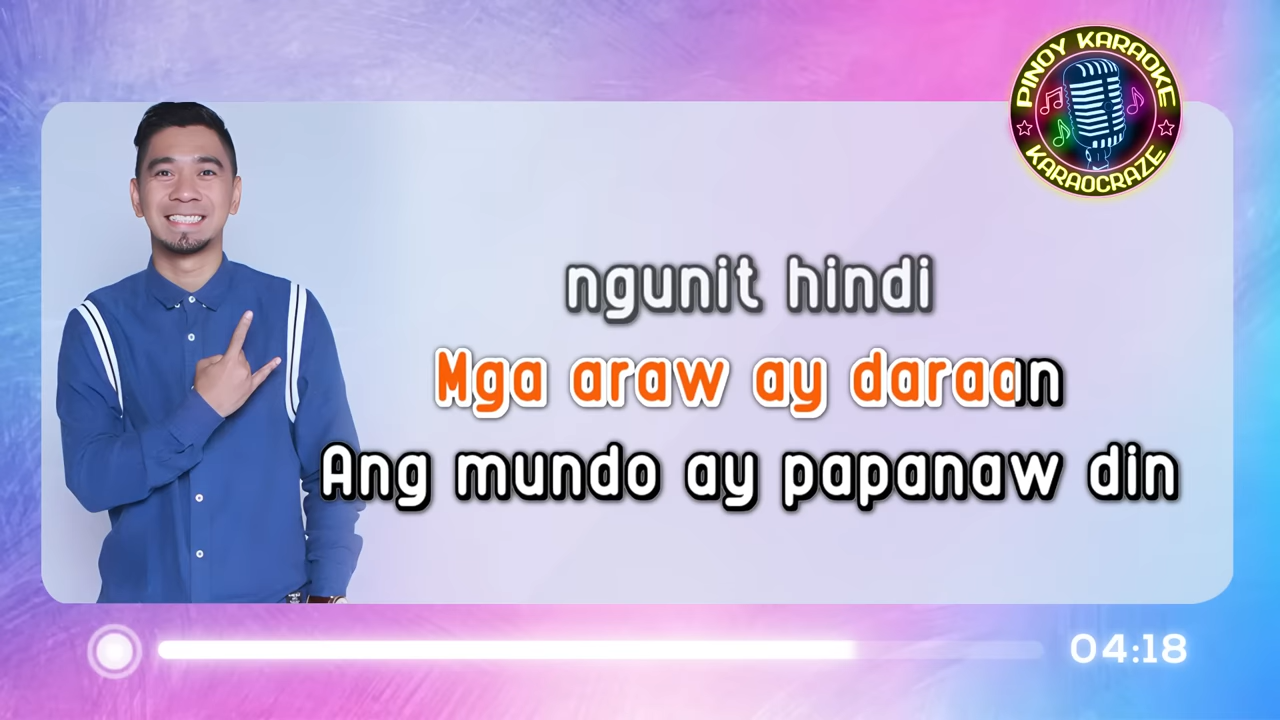 PINOY KARAOKE
KARAOCRAZE
ngunit hindi
Mga araw ay daraan
Ang mundo ay papanaw din
04:18